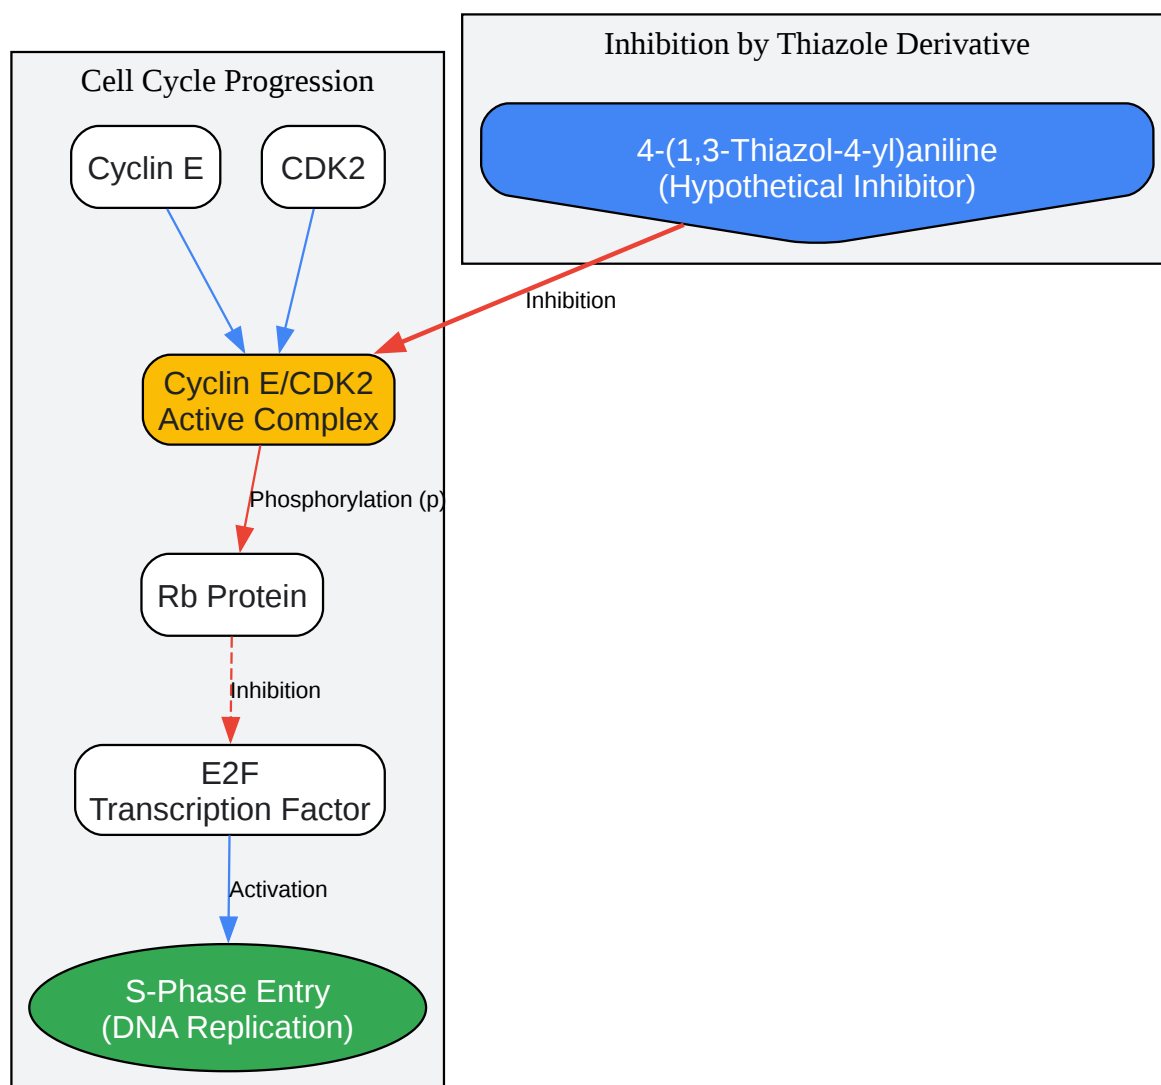 Inhibition by Thiazole Derivative
Cell Cycle Progression
4-(1,3-Thiazol-4-yl)aniline
(Hypothetical Inhibitor)
Cyclin E
CDK2
Inhibition
Cyclin E/CDK2
Active Complex
Phosphorylation (p)
Rb Protein
Inhibition
E2F
Transcription Factor
Activation
S-Phase Entry
(DNA Replication)